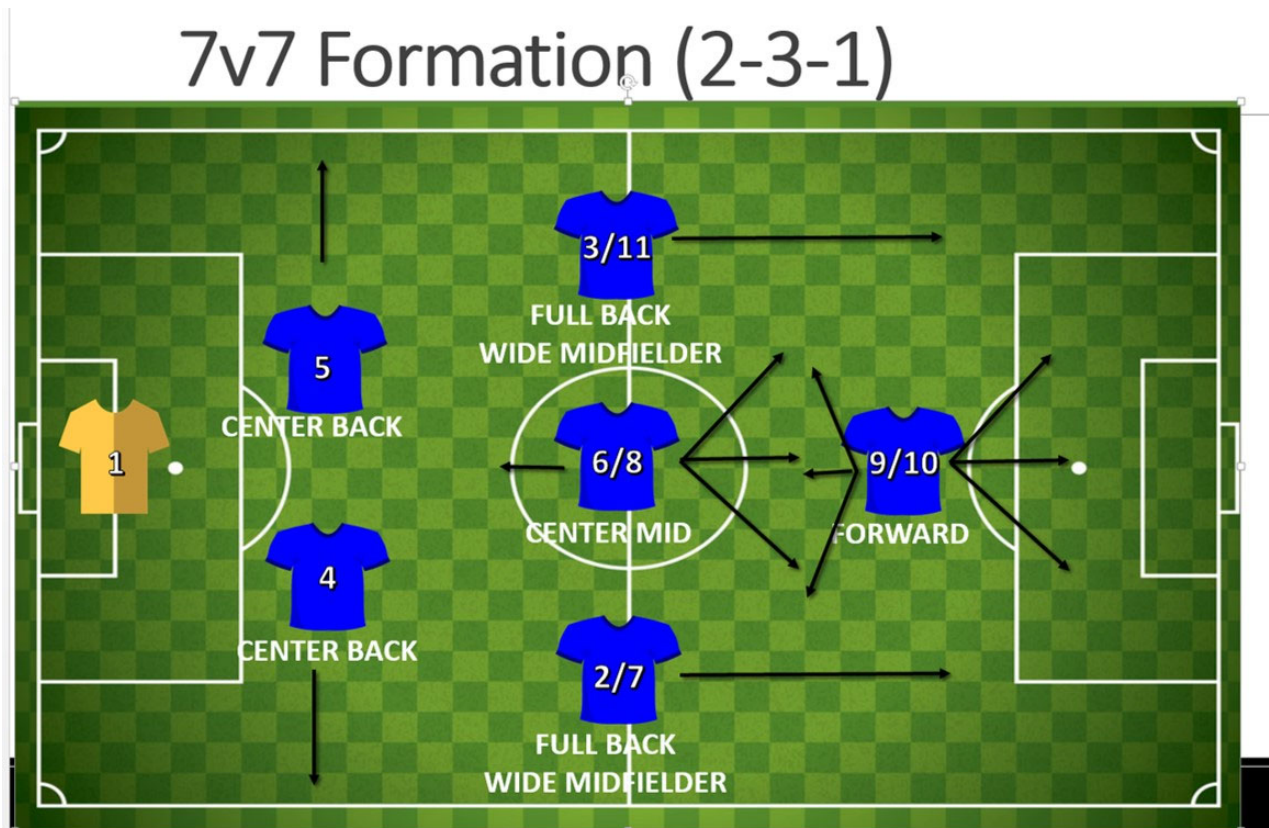 7v7 Formation (2-3-1)
3/11
FULL BACK
WIDE MIDFIELDER
5
CENTER BACK
1
6/8
CENTER MID
9/10
FORWARD
4
CENTER BACK
2/7
FULL BACK
WIDE MIDFIELDER